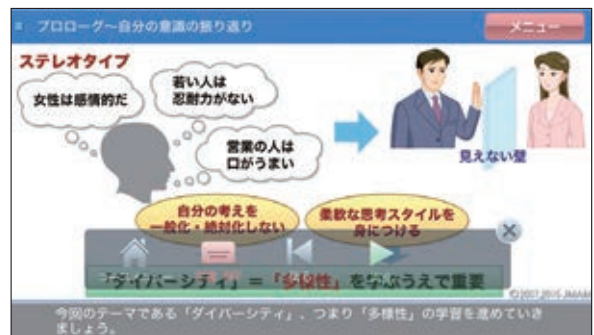 プロローグ～自分の意識の振り返り
メニュー
ステレオタイプ
女性は感情的だ
若い人は
忍耐力がない
営業の人は
口がうまい
見えない壁
自分の考えを
一般化・絶対化しない
柔軟な思考スタイルを
身につける
「ダイバーシティ」＝「多様性」を学ぶうえで重要
今回のテーマである「ダイバーシティ」、つまり「多様性」の学習を進めていき
ましょう。